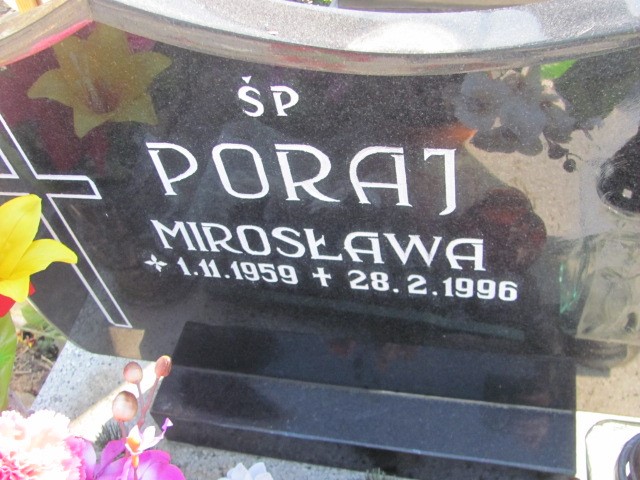 ŚP
PORAJ
MIROSŁAWA
✶ 1.11.1959 ✝ 28.2.1996